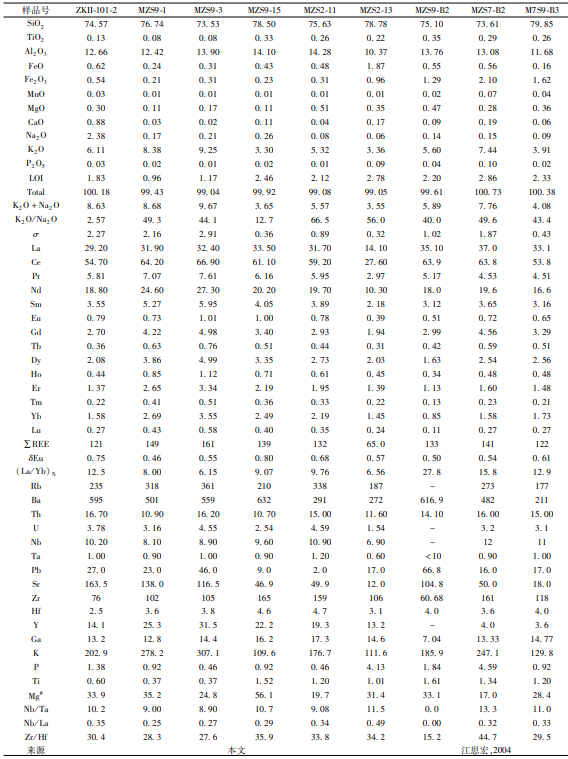 样品号 ZKII-101-2 MZS9-1 MZS9-3 MZS9-15 MZS2-11 MZS2-13 MZS9-B2 MZS7-B2 M7S9-B3
SiO2 74.57 76.74 73.53 78.50 75.63 78.78 75.10 73.61 79.85
TiO2 0.13 0.08 0.08 0.33 0.26 0.22 0.35 0.29 0.26
Al2O3 12.66 12.42 13.90 14.10 14.28 10.37 13.76 13.08 11.68
FeO 0.62 0.24 0.31 0.43 0.48 1.87 0.55 0.56 0.16
Fe2O3 0.54 0.21 0.31 0.23 0.31 0.96 1.29 2.10 1.62
MnO 0.03 0.01 0.01 0.01 0.01 0.01 0.02 0.07 0.04
MgO 0.30 0.11 0.17 0.11 0.51 0.35 0.47 0.28 0.36
CaO 0.88 0.03 0.02 0.11 0.04 0.17 0.09 0.19 0.06
Na2O 2.38 0.17 0.21 0.26 0.08 0.06 0.14 0.15 0.09
K2O 6.11 8.38 9.25 3.30 5.32 3.36 5.60 7.44 3.91
P2O5 0.03 0.02 0.01 0.02 0.01 0.09 0.04 0.10 0.02
LOI 1.83 0.96 1.17 2.46 2.12 2.78 2.20 2.86 2.33
Total 100.18 99.43 99.04 99.92 99.08 99.05 99.61 100.73 100.38
K2O+Na2O 8.63 8.68 9.67 3.65 5.57 3.55 5.89 7.76 4.08
K2O/Na2O 2.57 49.3 44.1 12.7 66.5 56.0 40.0 49.6 43.4
σ 2.27 2.16 2.91 0.36 0.89 0.32 1.02 1.87 0.43
La 29.20 31.90 32.40 33.50 31.70 14.10 35.10 37.0 33.1
Ce 54.70 64.20 66.90 61.10 59.20 27.60 63.9 63.8 53.8
Pr 5.81 7.07 7.61 6.16 5.95 2.97 5.17 4.53 4.51
Nd 18.80 24.60 27.30 20.20 19.70 10.30 18.0 19.6 16.6
Sm 3.55 5.27 5.95 4.05 3.89 2.18 3.12 3.65 3.16
Eu 0.79 0.73 1.01 1.00 0.78 0.39 0.51 0.72 0.65
Gd 2.70 4.22 4.98 3.40 2.93 1.94 2.99 4.56 3.29
Tb 0.36 0.63 0.76 0.51 0.44 0.31 0.42 0.59 0.51
Dy 2.08 3.86 4.99 3.35 2.73 2.03 1.63 2.54 2.56
Ho 0.44 0.85 1.12 0.71 0.61 0.45 0.34 0.48 0.48
Er 1.37 2.65 3.34 2.19 1.95 1.39 1.13 1.60 1.48
Tm 0.22 0.41 0.51 0.36 0.33 0.22 0.13 0.23 0.21
Yb 1.58 2.69 3.55 2.49 2.19 1.45 0.85 1.58 1.73
Lu 0.27 0.43 0.58 0.40 0.35 0.24 0.11 0.27 0.27
∑REE 121 149 161 139 132 65.0 133 141 122
δEu 0.75 0.46 0.55 0.80 0.68 0.57 0.50 0.54 0.61
(La/Yb)N 12.5 8.00 6.15 9.07 9.76 6.56 27.8 15.8 12.9
Rb 235 318 361 210 338 187 – 273 177
Ba 595 501 559 632 291 272 616.9 482 211
Th 16.70 10.90 16.20 10.70 15.00 11.60 14.10 16.00 15.00
U 3.78 3.16 4.55 2.54 4.59 1.54 – 3.2 3.1
Nb 10.20 8.10 8.90 9.60 10.90 6.90 – 12 11
Ta 1.00 0.90 1.00 0.90 1.20 0.60 <10 0.90 1.00
Pb 27.0 23.0 46.0 9.0 2.0 17.0 66.8 16.0 17.0
Sr 163.5 138.0 116.5 46.9 49.9 12.0 104.8 50.0 18.0
Zr 76 102 105 165 159 106 60.68 161 118
Hf 2.5 3.6 3.8 4.6 4.7 3.1 4.0 3.6 4.0
Y 14.1 25.3 31.5 22.2 19.3 13.2 – 4.0 3.6
Ga 13.2 12.8 14.4 16.2 17.3 14.6 7.04 13.33 14.77
K 202.9 278.2 307.1 109.6 176.7 111.6 185.9 247.1 129.8
P 1.38 0.92 0.46 0.92 0.46 4.13 1.84 4.59 0.92
Ti 0.60 0.37 0.37 1.52 1.20 1.01 1.61 1.34 1.20
Mg# 33.9 35.2 24.8 56.1 19.7 31.4 33.1 17.0 28.4
Nb/Ta 10.2 9.00 8.90 10.7 9.08 11.5 0.0 13.3 11.0
Nb/La 0.35 0.25 0.27 0.29 0.34 0.49 0.00 0.32 0.33
Zr/Hf 30.4 28.3 27.6 35.9 33.8 34.2 15.2 44.7 29.5
来源 本文 江思宏,2004